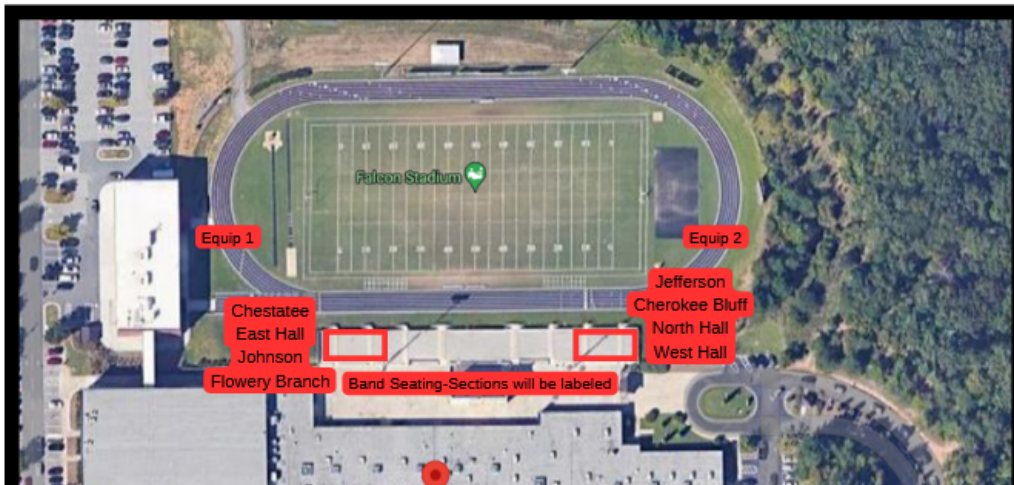 Falcon Stadium
Equip 1
Equip 2
Chestatee
East Hall
Johnson
Flowery Branch
Jefferson
Cherokee Bluff
North Hall
West Hall
Band Seating-Sections will be labeled